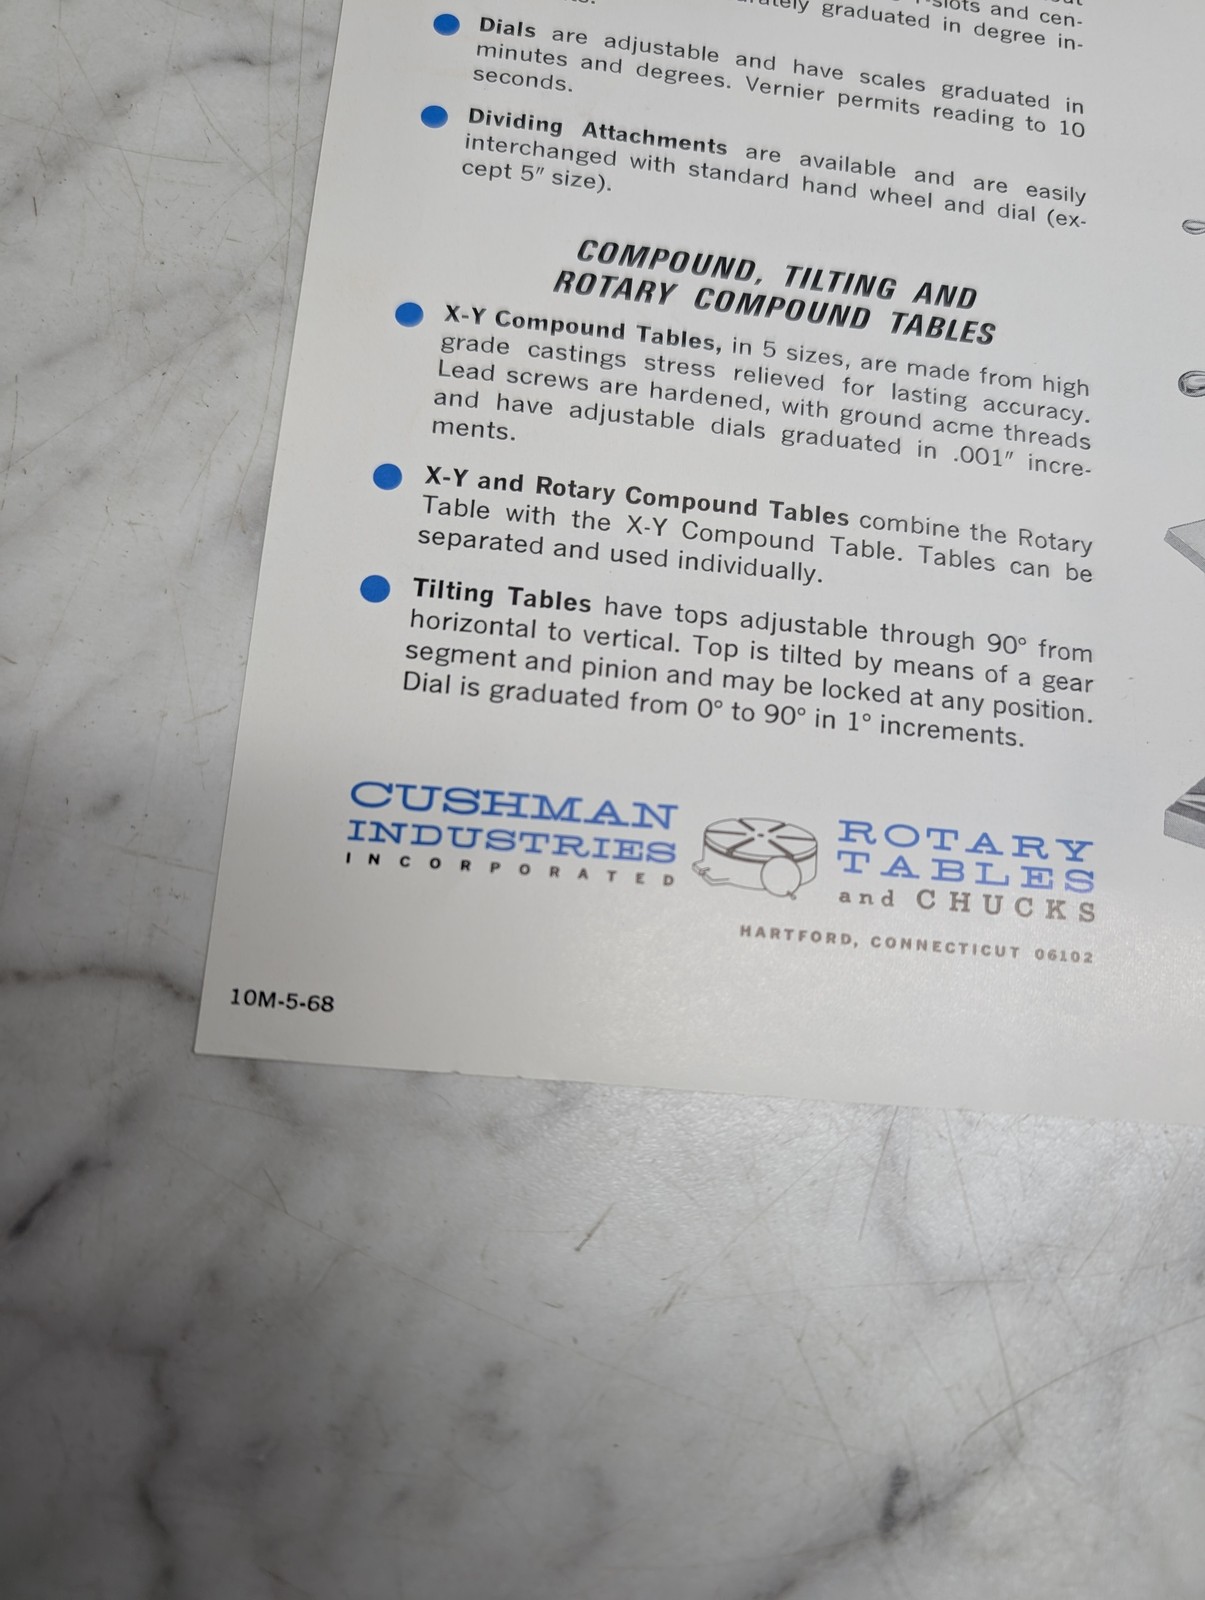 graduated in degree in-
slots and cen-
Dials are adjustable and have scales graduated in
minutes and degrees. Vernier permits reading to 10
seconds.
Dividing Attachments are available and are easily
interchanged with standard hand wheel and dial (ex-
cept 5" size).
COMPOUND, TILTING AND
ROTARY COMPOUND TABLES
X-Y Compound Tables, in 5 sizes, are made from high
grade castings stress relieved for lasting accuracy.
Lead screws are hardened, with ground acme threads
and have adjustable dials graduated in .001" incre-
ments.
X-Y and Rotary Compound Tables combine the Rotary
Table with the X-Y Compound Table. Tables can be
separated and used individually.
Tilting Tables have tops adjustable through 90° from
horizontal to vertical. Top is tilted by means of a gear
segment and pinion and may be locked at any position.
Dial is graduated from 0° to 90° in 1° increments.
CUSHMAN
INDUSTRIES
INCORPORATED
ROTARY
TABLES
and CHUCKS
HARTFORD, CONNECTICUT 06102
10M-5-68